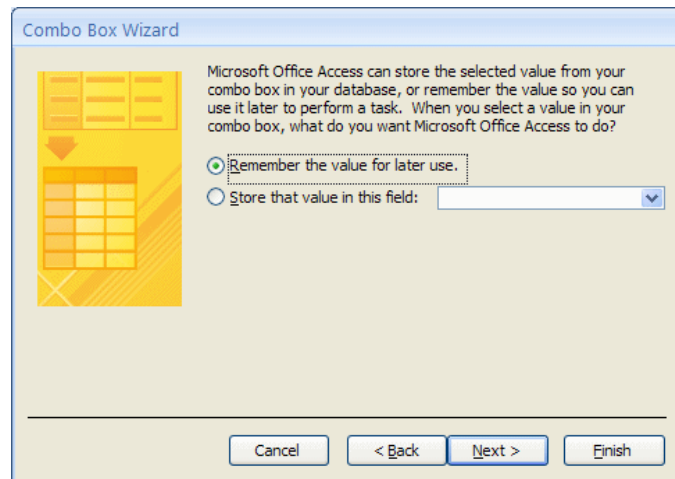 Combo Box Wizard
Microsoft Office Access can store the selected value from your
combo box in your database, or remember the value so you can
use it later to perform a task.  When you select a value in your
combo box, what do you want Microsoft Office Access to do?
Remember the value for later use.
Store that value in this field:
Cancel
< Back
Next >
Finish